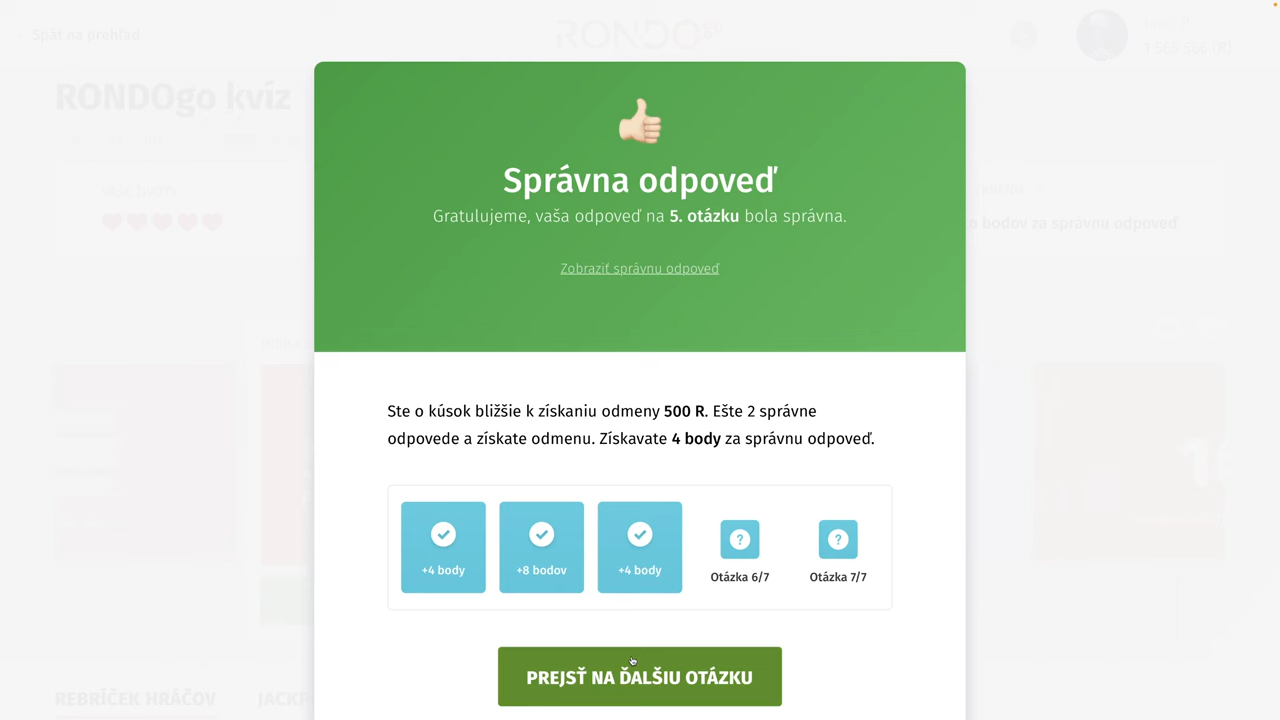 Späť na prehľad
RONDOgo
RONDOgo kvíz
Správna odpoveď
Gratulujeme, vaša odpoveď na 5. otázku bola správna.
o bodov za správnu odpoveď
Zobraziť správnu odpoveď
Ste o kúsok bližšie k získaniu odmeny 500 R. Ešte 2 správne
odpovede a získate odmenu. Získavate 4 body za správnu odpoveď.
+4 body
+8 bodov
+4 body
Otázka 6/7
Otázka 7/7
PREJSŤ NA ĎALŠIU OTÁZKU
REBRÍČEK HRÁČOV